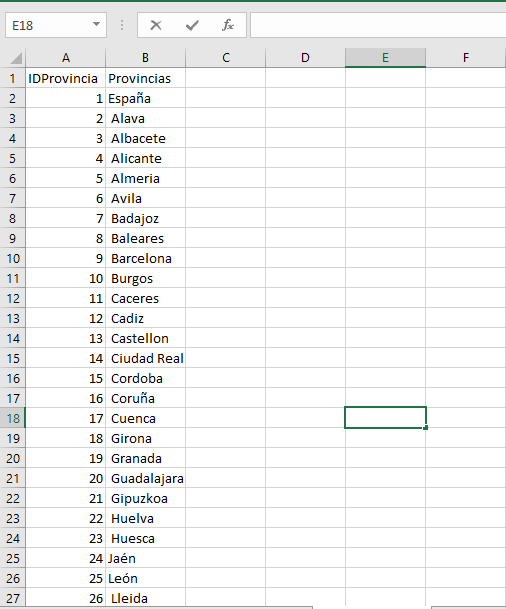 E18 fx
A B C D E F
1 IDProvincia Provincias
2 1 España
3 2 Alava
4 3 Albacete
5 4 Alicante
6 5 Almeria
7 6 Avila
8 7 Badajoz
9 8 Baleares
10 9 Barcelona
11 10 Burgos
12 11 Caceres
13 12 Cadiz
14 13 Castellon
15 14 Ciudad Real
16 15 Cordoba
17 16 Coruña
18 17 Cuenca
19 18 Girona
20 19 Granada
21 20 Guadalajara
22 21 Gipuzkoa
23 22 Huelva
24 23 Huesca
25 24 Jaén
26 25 León
27 26 Lleida